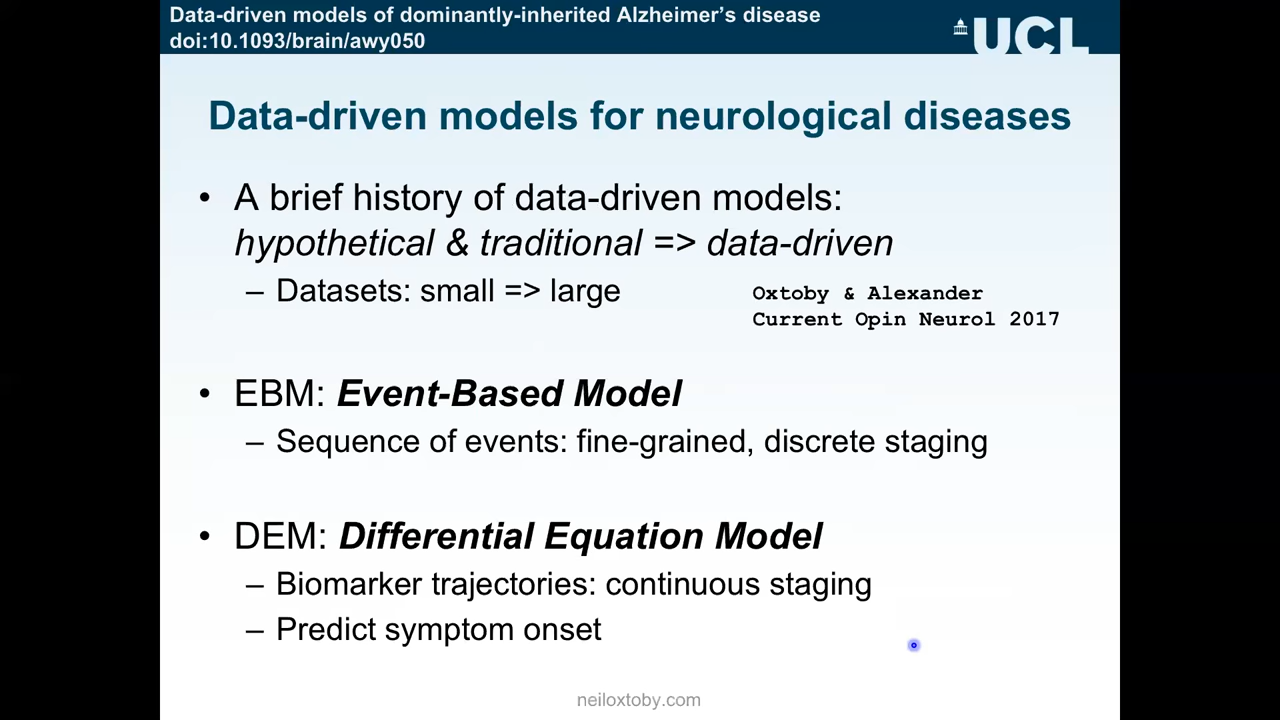 Data-driven models of dominantly-inherited Alzheimer's disease
doi:10.1093/brain/awy050
UCL
Data-driven models for neurological diseases
• A brief history of data-driven models:
hypothetical & traditional => data-driven
– Datasets: small => large
Oxtoby & Alexander
Current Opin Neurol 2017
• EBM: Event-Based Model
– Sequence of events: fine-grained, discrete staging
• DEM: Differential Equation Model
– Biomarker trajectories: continuous staging
– Predict symptom onset
neiloxtoby.com